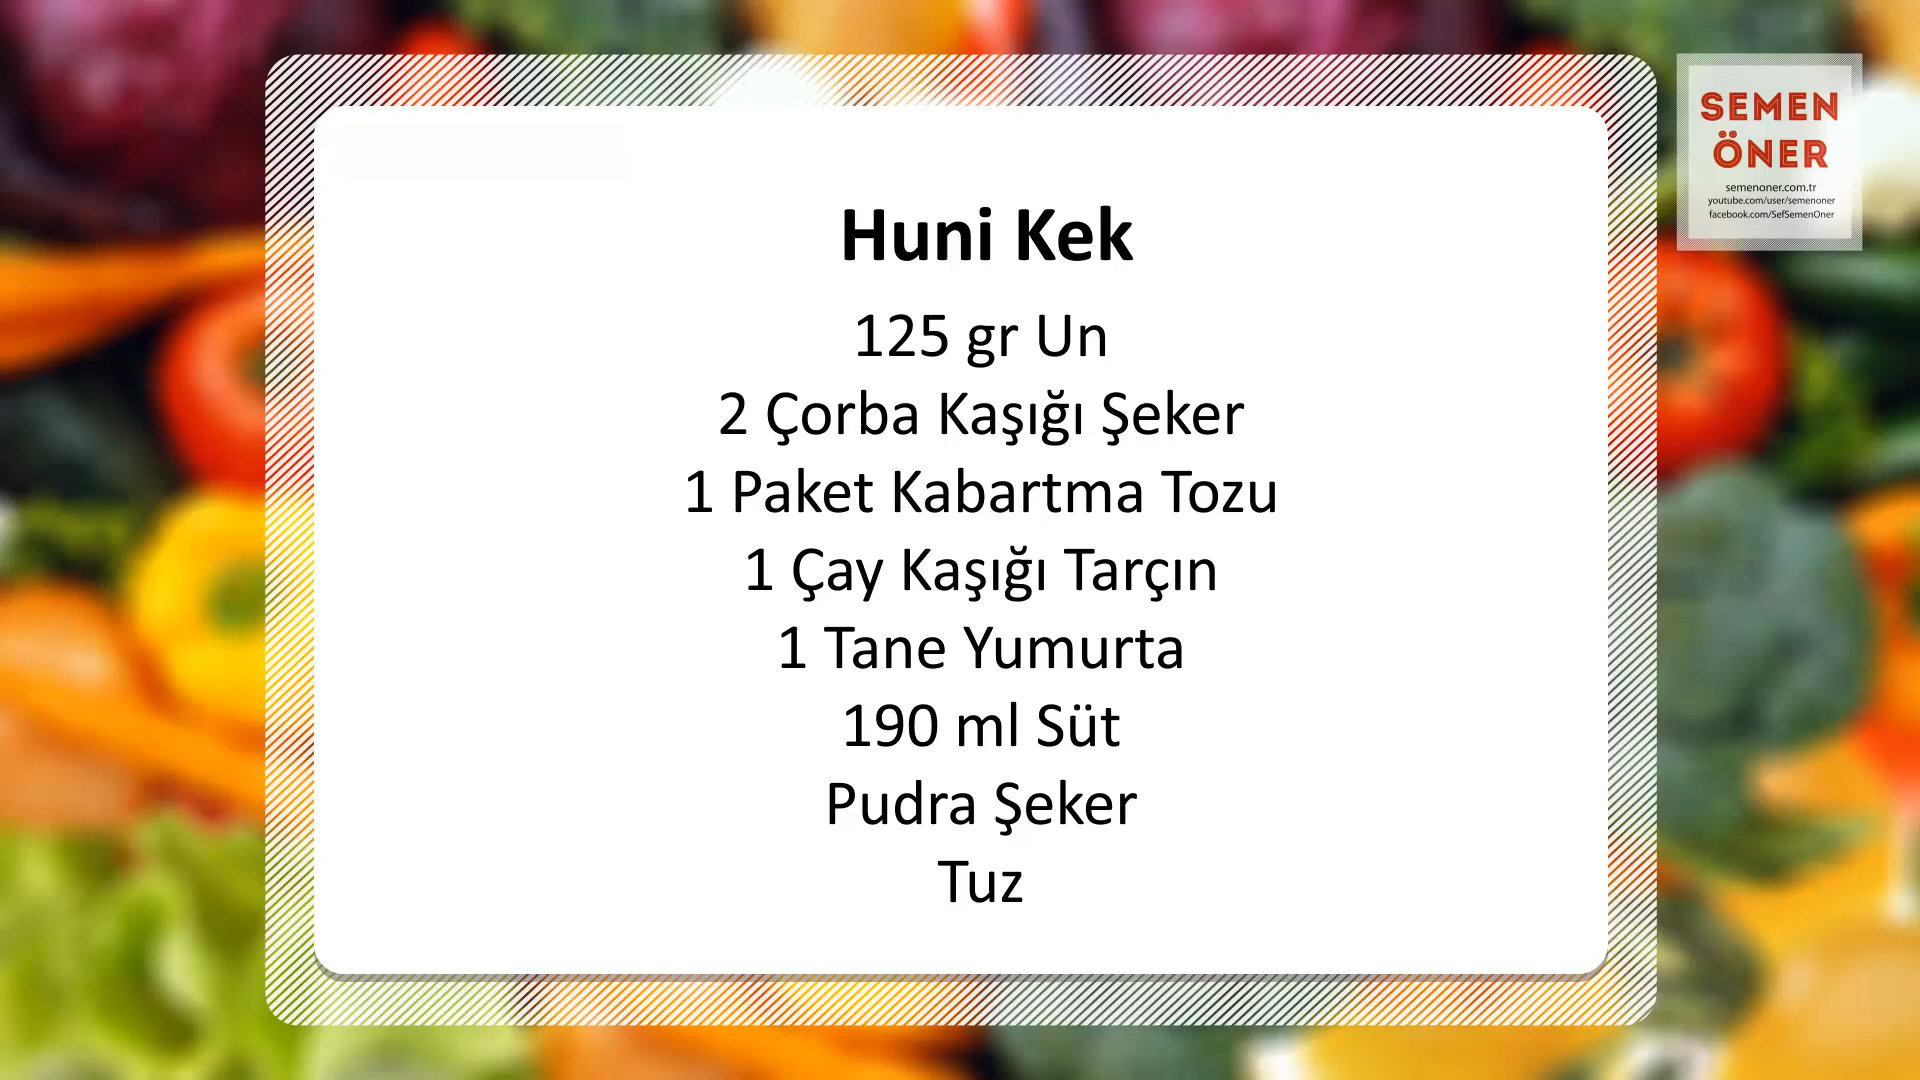 Huni Kek
125 gr Un
2 Çorba Kaşığı Şeker
1 Paket Kabartma Tozu
1 Çay Kaşığı Tarçın
1 Tane Yumurta
190 ml Süt
Pudra Şeker
Tuz
SEMEN
ÖNER
semenoner.com.tr
youtube.com/user/semenoner
facebook.com/SefSemenOner